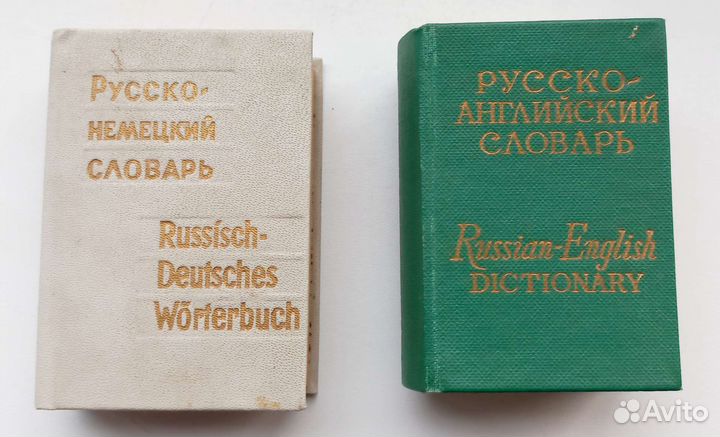 Русско-
немецкий
словарь
Russisch-
Deutsches
Wörterbuch
РУССКО-
АНГЛИЙСКИЙ
СЛОВАРЬ
Russian-English
DICTIONARY
Avito